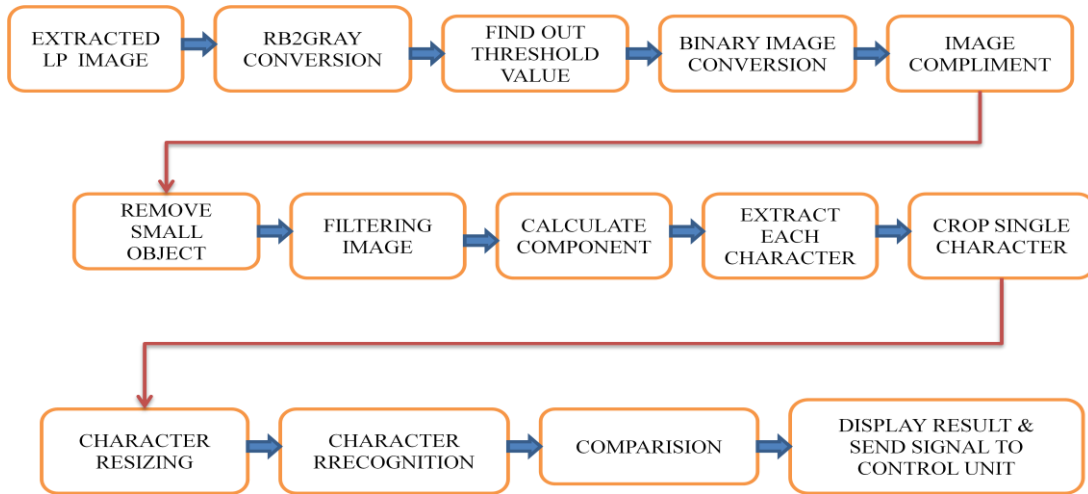 EXTRACTED
LP IMAGE
RB2GRAY
CONVERSION
FIND OUT
THRESHOLD
VALUE
BINARY IMAGE
CONVERSION
IMAGE
COMPLIMENT
REMOVE
SMALL
OBJECT
FILTERING
IMAGE
CALCULATE
COMPONENT
EXTRACT
EACH
CHARACTER
CROP SINGLE
CHARACTER
CHARACTER
RESIZING
CHARACTER
RRECOGNITION
COMPARISION
DISPLAY RESULT &
SEND SIGNAL TO
CONTROL UNIT